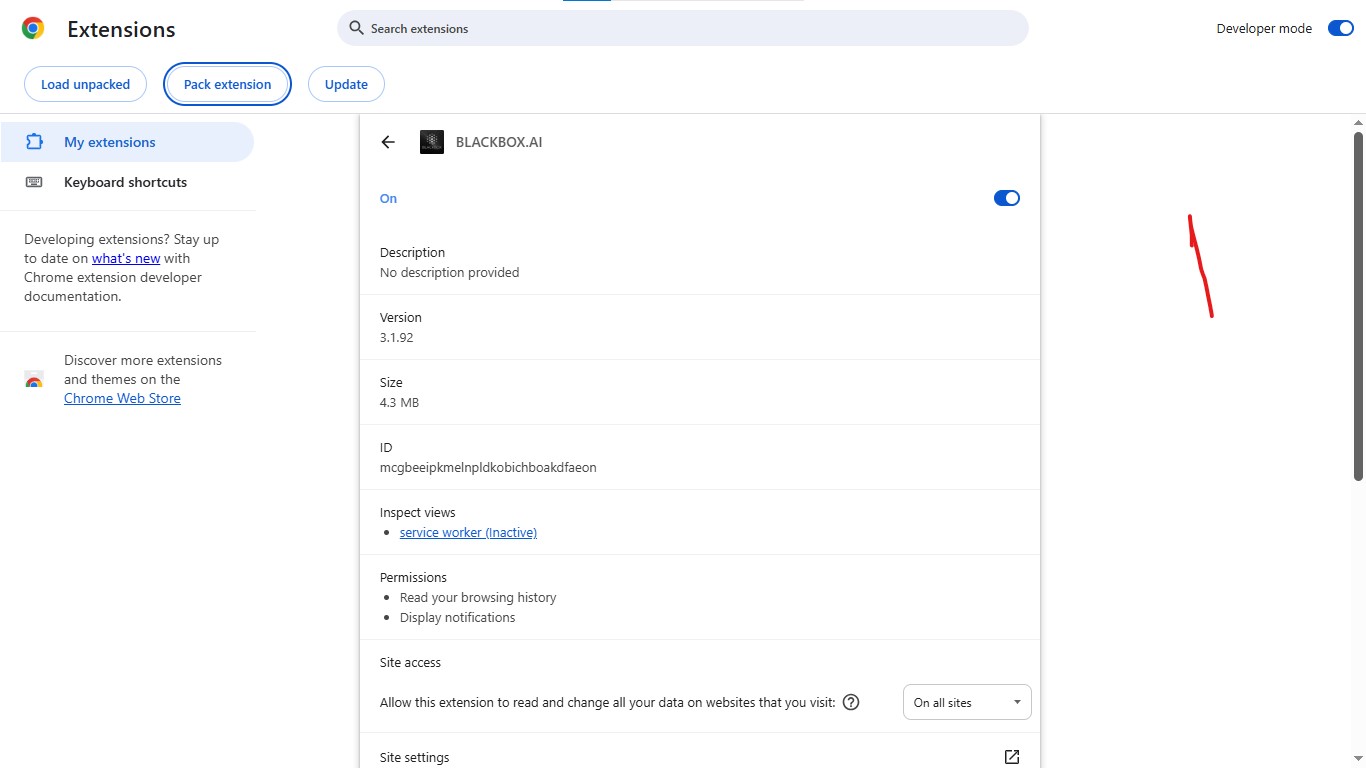 Extensions
Search extensions
Developer mode
Load unpacked
Pack extension
Update
My extensions
Keyboard shortcuts
Developing extensions? Stay up
to date on what's new with
Chrome extension developer
documentation.
Discover more extensions
and themes on the
Chrome Web Store
BLACKBOX.AI
On
Description
No description provided
Version
3.1.92
Size
4.3 MB
ID
mcgbeeipkmelnpldkobichboakdfaeon
Inspect views
service worker (Inactive)
Permissions
Read your browsing history
Display notifications
Site access
Allow this extension to read and change all your data on websites that you visit:
On all sites
Site settings